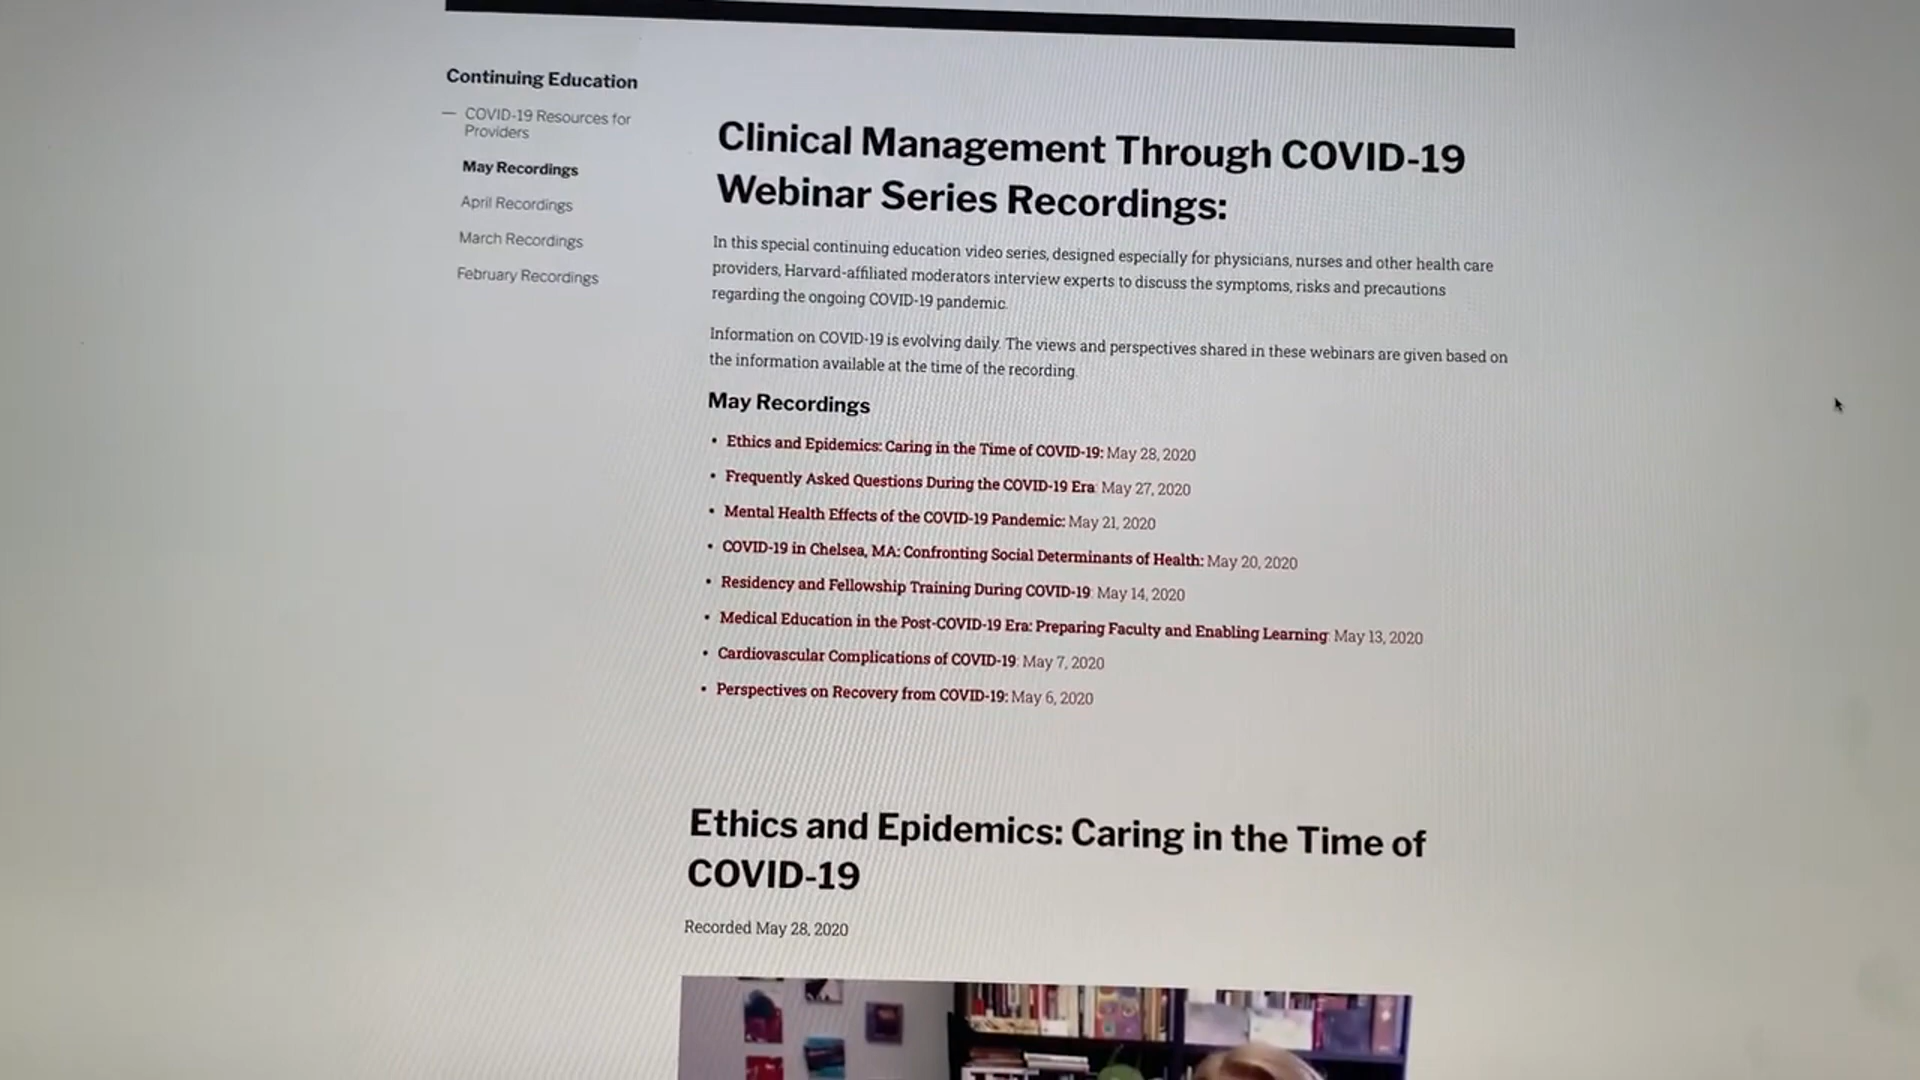 Continuing Education
— COVID-19 Resources for
Providers
May Recordings
April Recordings
March Recordings
February Recordings
Clinical Management Through COVID-19
Webinar Series Recordings:
In this special continuing education video series, designed especially for physicians, nurses and other health care
providers, Harvard-affiliated moderators interview experts to discuss the symptoms, risks and precautions
regarding the ongoing COVID-19 pandemic.
Information on COVID-19 is evolving daily. The views and perspectives shared in these webinars are given based on
the information available at the time of the recording.
May Recordings
• Ethics and Epidemics: Caring in the Time of COVID-19: May 28, 2020
• Frequently Asked Questions During the COVID-19 Era: May 27, 2020
• Mental Health Effects of the COVID-19 Pandemic: May 21, 2020
• COVID-19 in Chelsea, MA: Confronting Social Determinants of Health: May 20, 2020
• Residency and Fellowship Training During COVID-19: May 14, 2020
• Medical Education in the Post-COVID-19 Era: Preparing Faculty and Enabling Learning: May 13, 2020
• Cardiovascular Complications of COVID-19: May 7, 2020
• Perspectives on Recovery from COVID-19: May 6, 2020
Ethics and Epidemics: Caring in the Time of
COVID-19
Recorded May 28, 2020